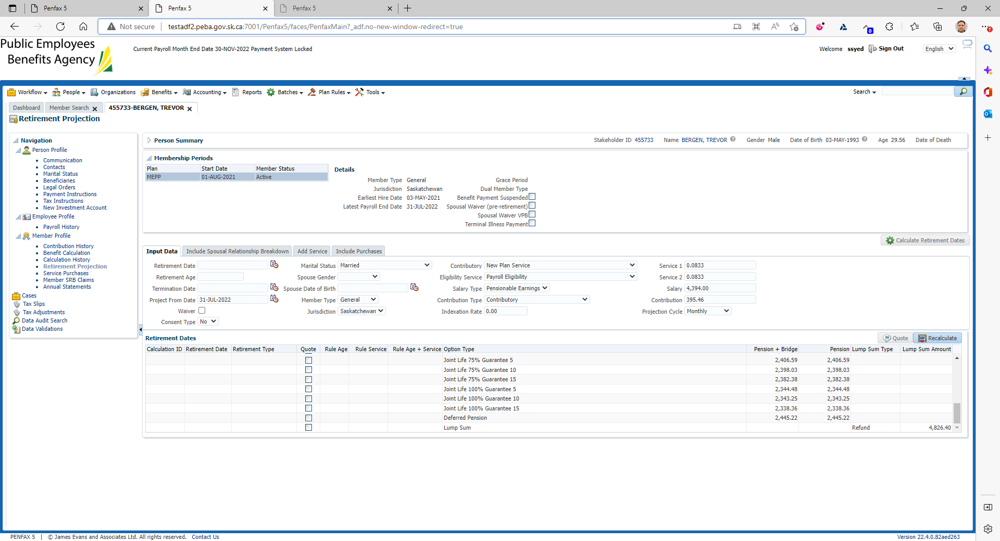 Penfax 5
Penfax 5
Penfax 5
Not secure
testadf2.peba.gov.sk.ca:7001/Penfax5/faces/PenfaxMain?_adf.no-new-window-redirect=true
0
1
Public Employees
Benefits Agency
Current Payroll Month End Date 30-NOV-2022 Payment System Locked
Welcome ssyed Sign Out English
Workflow People Organizations Benefits Accounting Reports Batches Plan Rules Tools Search
Dashboard Member Search 455733-BERGEN, TREVOR
Retirement Projection
Navigation
Person Profile
Communication
Contacts
Marital Status
Beneficiaries
Legal Orders
Payment Instructions
Tax Instructions
New Investment Account
Employee Profile
Payroll History
Member Profile
Contribution History
Benefit Calculation
Calculation History
Retirement Projection
Service Purchases
Member SRB Claims
Annual Statements
Cases
Tax Slips
Tax Adjustments
Data Audit Search
Data Validations
Person Summary
Stakeholder ID 455733 Name BERGEN, TREVOR Gender Male Date of Birth 03-MAY-1993 Age 29.56 Date of Death
Membership Periods
Plan Start Date Member Status
MEPP 01-AUG-2021 Active
Details
Member Type General Grace Period
Jurisdiction Saskatchewan Dual Member Type
Earliest Hire Date 03-MAY-2021 Benefit Payment Suspended
Latest Payroll End Date 31-JUL-2022 Spousal Waiver (pre-retirement)
Spousal Waiver VPB
Terminal Illness Payment
Calculate Retirement Dates
Input Data Include Spousal Relationship Breakdown Add Service Include Purchases
Retirement Date Marital Status Married Contributory New Plan Service Service 1 0.0833
Retirement Age Spouse Gender Eligibility Service Payroll Eligibility Service 2 0.0833
Termination Date Spouse Date of Birth Salary Type Pensionable Earnings Salary 4,394.00
Project From Date 31-JUL-2022 Member Type General Contribution Type Contributory Contribution 395.46
Waiver Jurisdiction Saskatchewan Indexation Rate 0.00 Projection Cycle Monthly
Consent Type No
Retirement Dates
Quote Recalculate
Calculation ID Retirement Date Retirement Type Quote Rule Age Rule Service Rule Age + Service Option Type Pension + Bridge Pension Lump Sum Type Lump Sum Amount
Joint Life 75% Guarantee 5 2,406.59 2,406.59
Joint Life 75% Guarantee 10 2,398.03 2,398.03
Joint Life 75% Guarantee 15 2,382.38 2,382.38
Joint Life 100% Guarantee 5 2,344.48 2,344.48
Joint Life 100% Guarantee 10 2,343.25 2,343.25
Joint Life 100% Guarantee 15 2,338.36 2,338.36
Deferred Pension 2,445.22 2,445.22
Lump Sum Refund 4,826.40
PENFAX 5 | © James Evans and Associates Ltd. All rights reserved. Contact Us
Version 22.4.0.82aed263